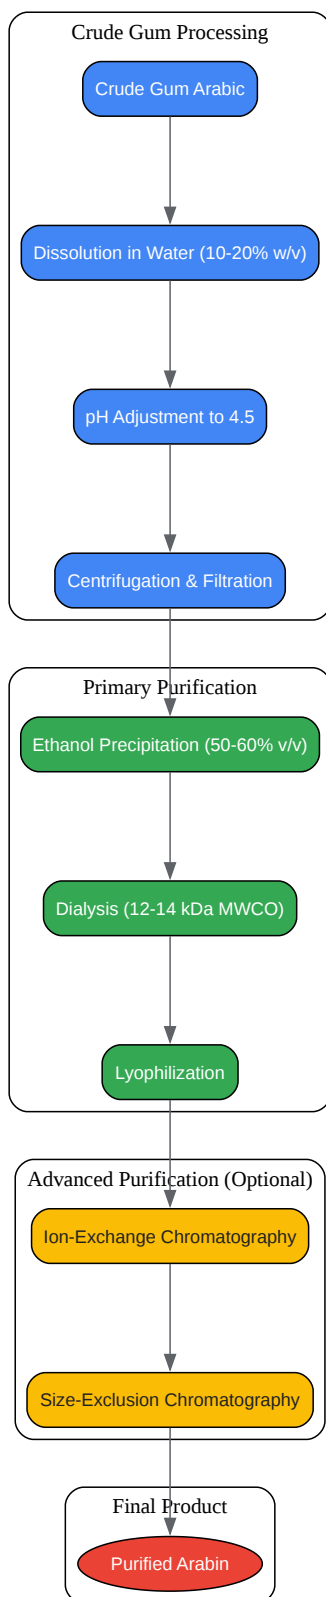 Crude Gum Processing
Crude Gum Arabic
Dissolution in Water (10-20% w/v)
pH Adjustment to 4.5
Centrifugation & Filtration
Primary Purification
Ethanol Precipitation (50-60% v/v)
Dialysis (12-14 kDa MWCO)
Lyophilization
Advanced Purification (Optional)
Ion-Exchange Chromatography
Size-Exclusion Chromatography
Final Product
Purified Arabin